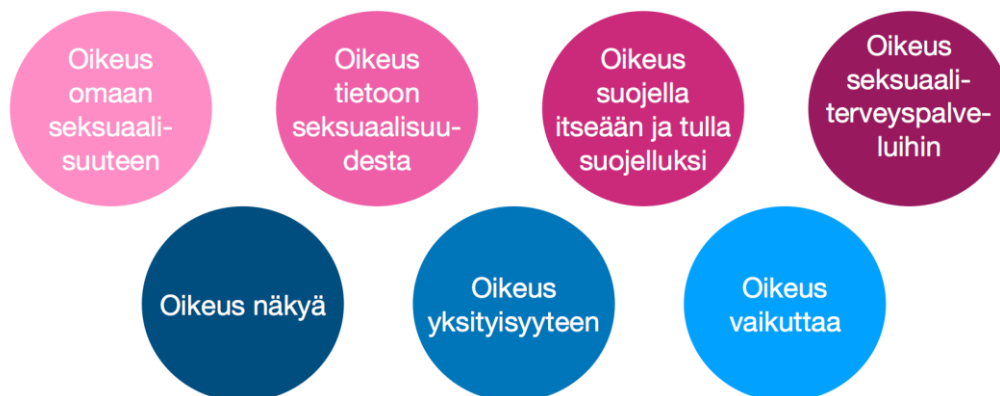 Oikeus
omaan
seksuaali-
suuteen
Oikeus
tietoon
seksuaalisuu-
desta
Oikeus
suojella
itseään ja tulla
suojelluksi
Oikeus
seksuaali-
terveyspalve-
luihin
Oikeus näkyä
Oikeus
yksityisyyteen
Oikeus
vaikuttaa